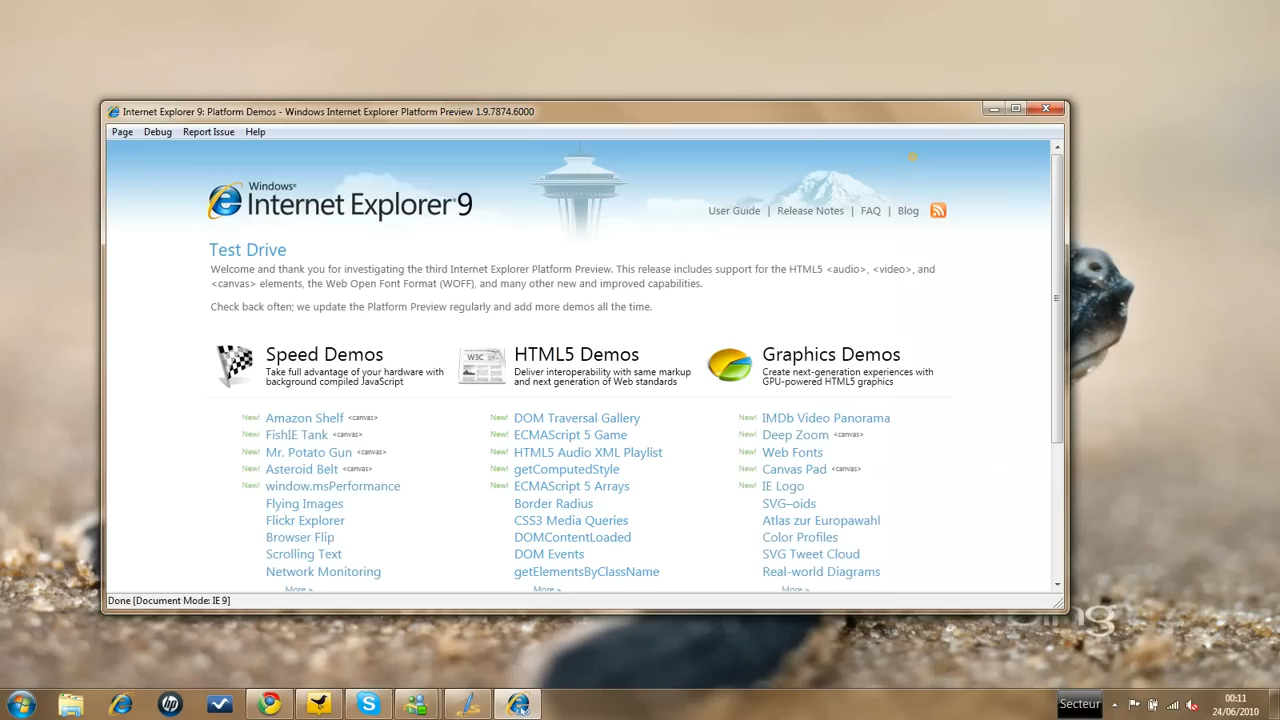 Internet Explorer 9: Platform Demos - Windows Internet Explorer Platform Preview 1.9.7874.6000
Page Debug Report Issue Help
Windows®
Internet Explorer 9
User Guide | Release Notes | FAQ | Blog
Test Drive
Welcome and thank you for investigating the third Internet Explorer Platform Preview. This release includes support for the HTML5 <audio>, <video>, and
<canvas> elements, the Web Open Font Format (WOFF), and many other new and improved capabilities.
Check back often; we update the Platform Preview regularly and add more demos all the time.
Speed Demos
Take full advantage of your hardware with
background compiled JavaScript
New! Amazon Shelf <canvas>
New! FishIE Tank <canvas>
New! Mr. Potato Gun <canvas>
New! Asteroid Belt <canvas>
New! window.msPerformance
Flying Images
Flickr Explorer
Browser Flip
Scrolling Text
Network Monitoring
More »
W3C
HTML5 Demos
Deliver interoperability with same markup
and next generation of Web standards
New! DOM Traversal Gallery
New! ECMAScript 5 Game
New! HTML5 Audio XML Playlist
New! getComputedStyle
New! ECMAScript 5 Arrays
Border Radius
CSS3 Media Queries
DOMContentLoaded
DOM Events
getElementsByClassName
More »
Graphics Demos
Create next-generation experiences with
GPU-powered HTML5 graphics
New! IMDb Video Panorama
New! Deep Zoom <canvas>
New! Web Fonts
New! Canvas Pad <canvas>
New! IE Logo
SVG-oids
Atlas zur Europawahl
Color Profiles
SVG Tweet Cloud
Real-world Diagrams
More »
Done [Document Mode: IE 9]
bing
hp
Secteur
00:11
24/06/2010